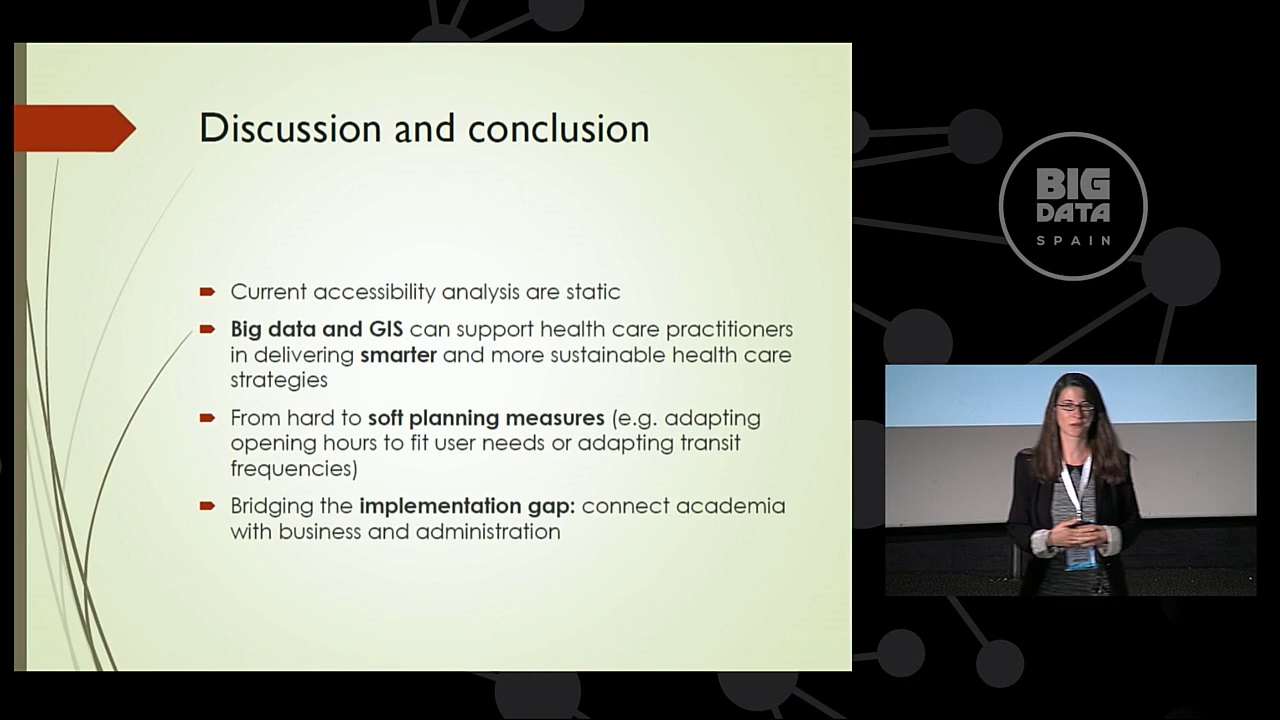 Discussion and conclusion
Current accessibility analysis are static
Big data and GIS can support health care practitioners
in delivering smarter and more sustainable health care
strategies
From hard to soft planning measures (e.g. adapting
opening hours to fit user needs or adapting transit
frequencies)
Bridging the implementation gap: connect academia
with business and administration
BIG
DATA
SPAIN